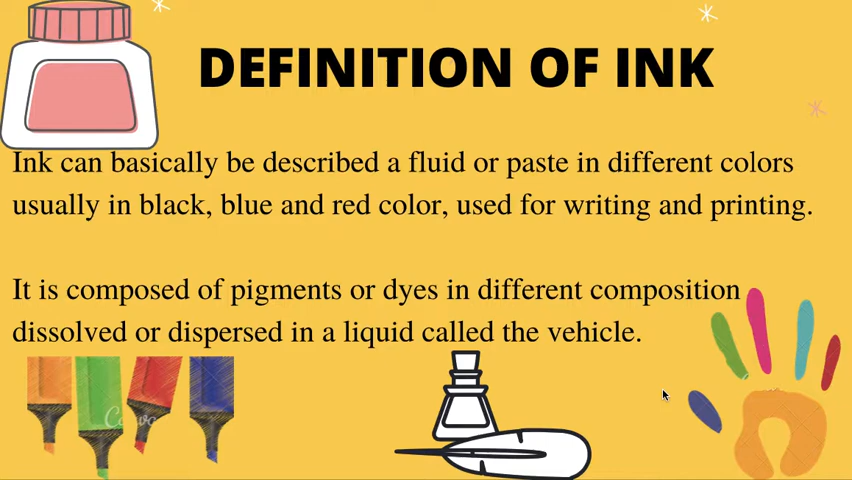 DEFINITION OF INK
Ink can basically be described a fluid or paste in different colors
usually in black, blue and red color, used for writing and printing.
It is composed of pigments or dyes in different composition
dissolved or dispersed in a liquid called the vehicle.
Canva